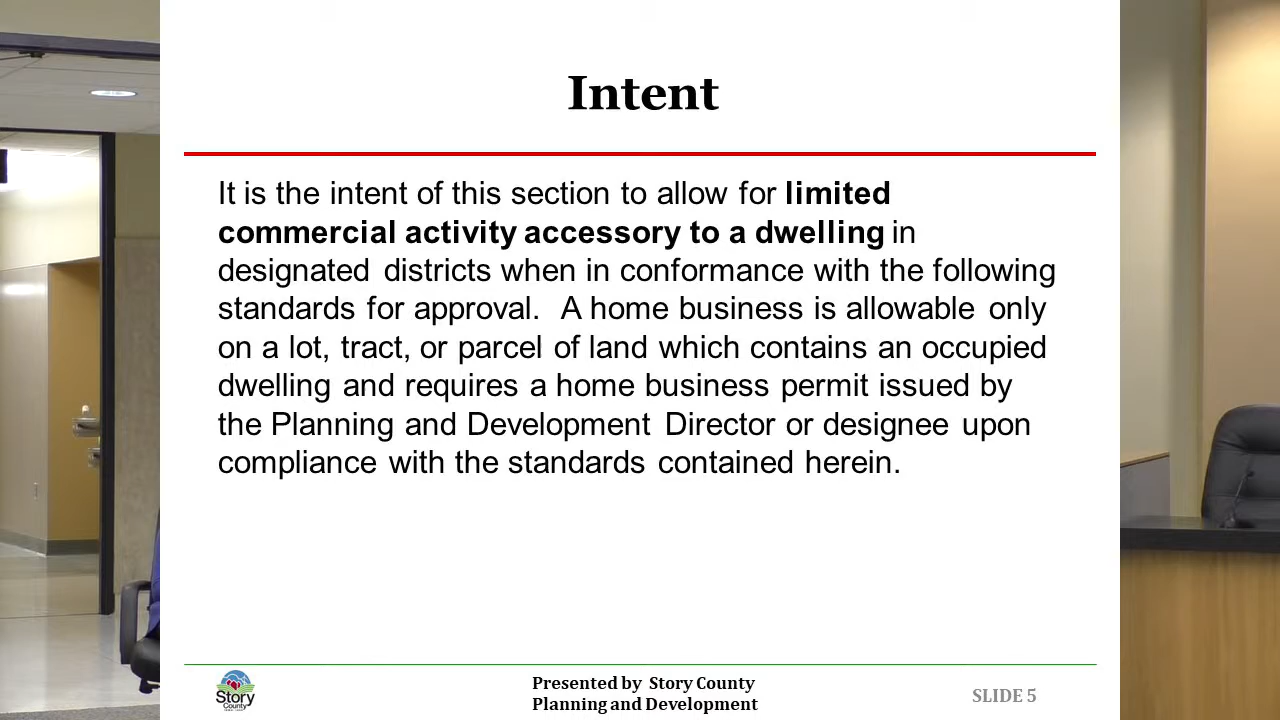 Intent
It is the intent of this section to allow for limited
commercial activity accessory to a dwelling in
designated districts when in conformance with the following
standards for approval.  A home business is allowable only
on a lot, tract, or parcel of land which contains an occupied
dwelling and requires a home business permit issued by
the Planning and Development Director or designee upon
compliance with the standards contained herein.
Story
County
Presented by Story County
Planning and Development
SLIDE 5